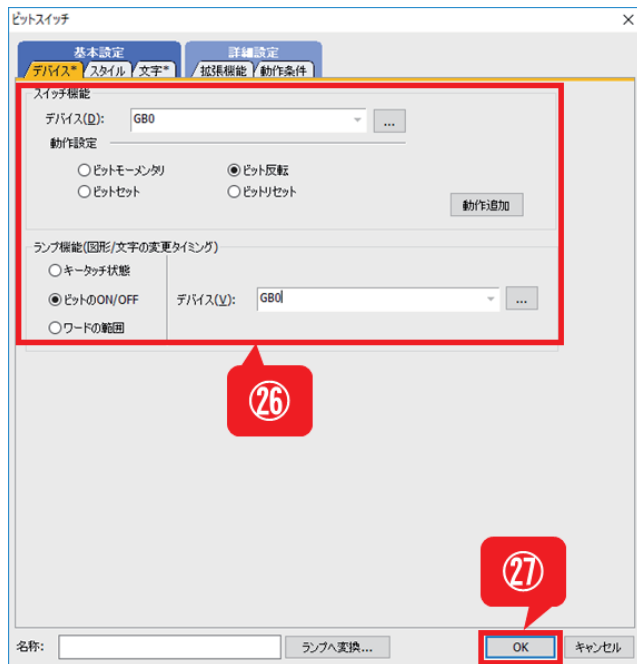 ビットスイッチ
基本設定 詳細設定
デバイス* スタイル 文字* 拡張機能 動作条件
スイッチ機能
デバイス(D): GB0 ...
動作設定
ビットモーメンタリ ビット反転
ビットセット ビットリセット
動作追加
ランプ機能(図形/文字の変更タイミング)
キータッチ状態
ビットのON/OFF デバイス(V): GB0 ...
ワードの範囲
㉖
㉗
名称: ランプへ変換... OK キャンセル